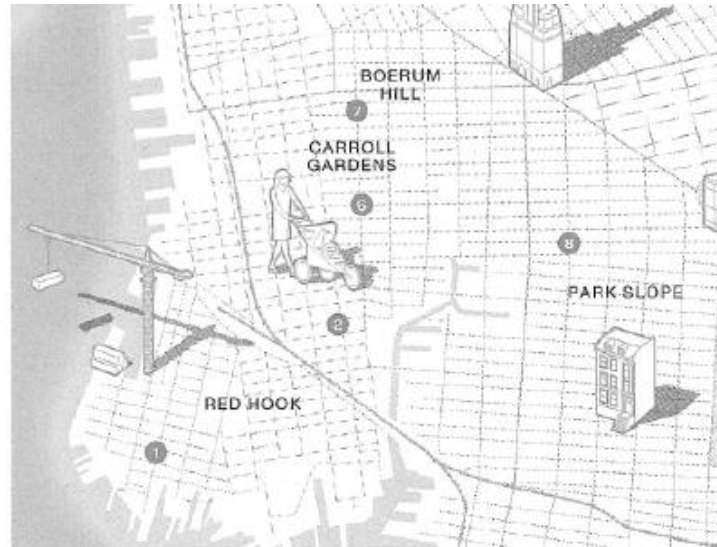 BOERUM
HILL
7
CARROLL
GARDENS
6
8
PARK SLOPE
2
RED HOOK
1